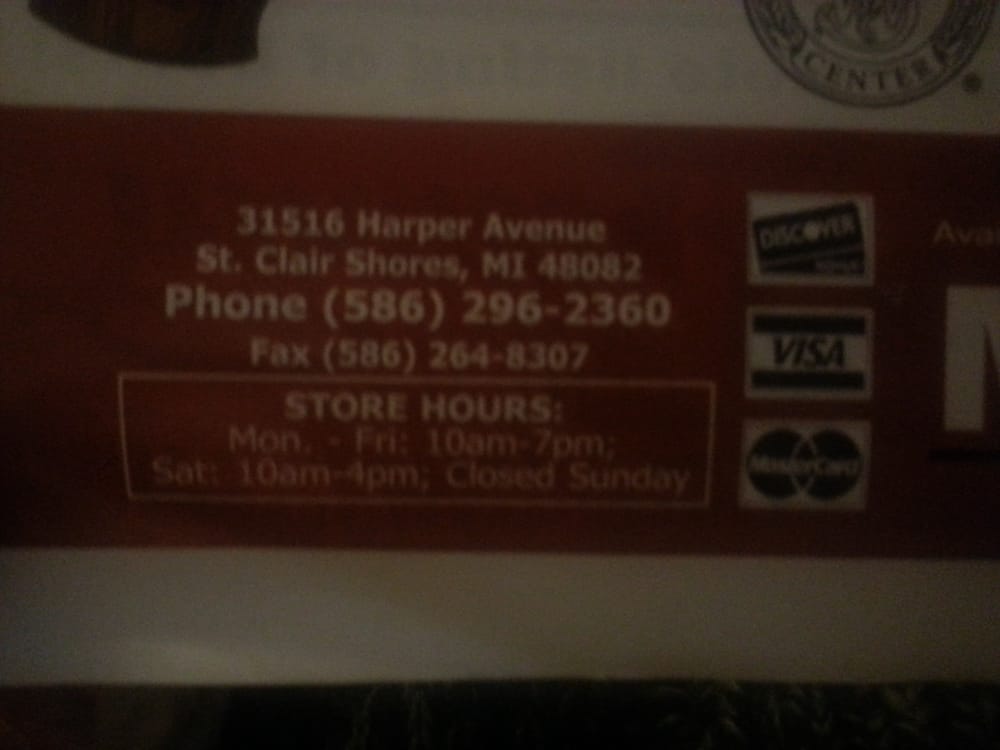 CENTER
31516 Harper Avenue
St. Clair Shores, MI 48082
Phone (586) 296-2360
Fax (586) 264-8307
STORE HOURS:
Mon. - Fri: 10am-7pm;
Sat: 10am-4pm; Closed Sunday
DISCOVER
VISA
MasterCard